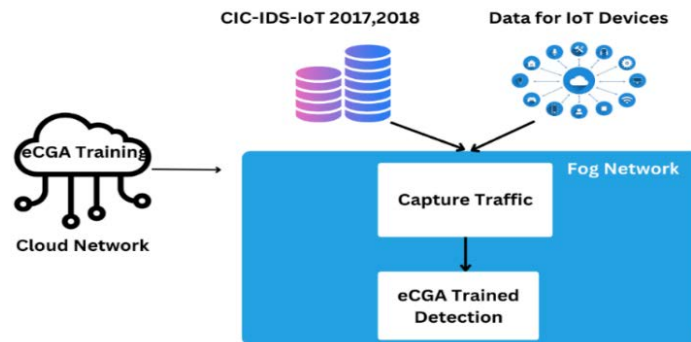 CIC-IDS-IoT 2017,2018
Data for IoT Devices
eCGA Training
Cloud Network
Fog Network
Capture Traffic
eCGA Trained
Detection